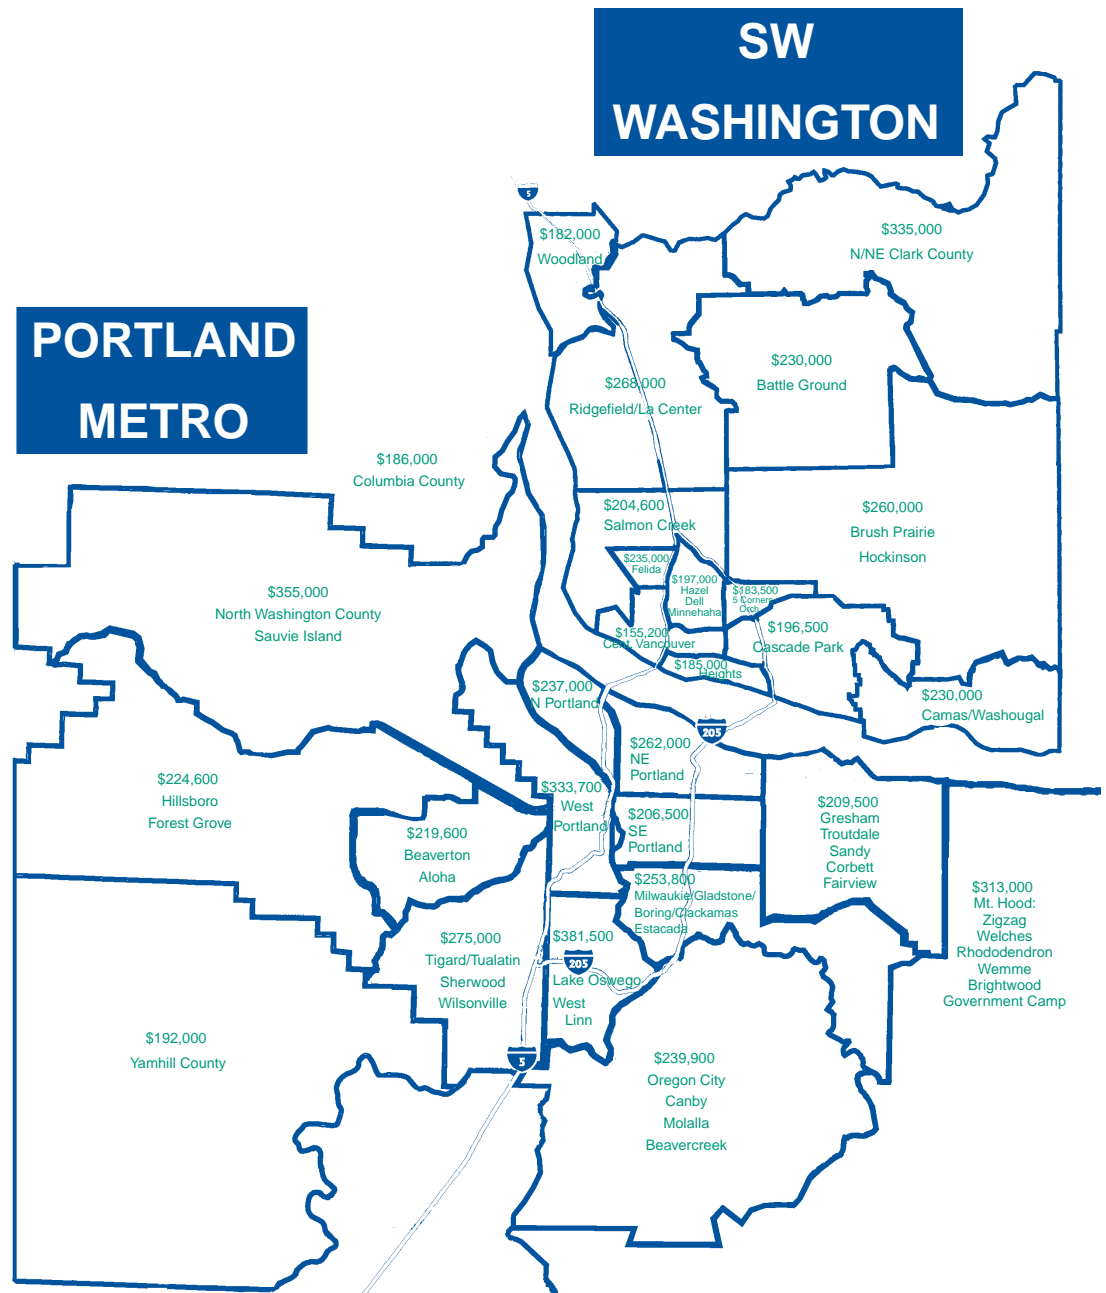 SW
WASHINGTON
5
$182,000
Woodland
$335,000
N/NE Clark County
PORTLAND
METRO
$230,000
Battle Ground
$268,000
Ridgefield/La Center
$186,000
Columbia County
$204,600
Salmon Creek
$260,000
Brush Prairie
Hockinson
$235,000
Felida
$197,000
Hazel
Dell
Minnehaha
$183,500
5 Corners
Orch
$196,500
Cascade Park
$155,200
Cent. Vancouver
$185,000
Heights
$230,000
Camas/Washougal
$355,000
North Washington County
Sauvie Island
$237,000
N Portland
205
$262,000
NE
Portland
$224,600
Hillsboro
Forest Grove
$333,700
West
Portland
$206,500
SE
Portland
$209,500
Gresham
Troutdale
Sandy
Corbett
Fairview
$219,600
Beaverton
Aloha
$253,800
Milwaukie/Gladstone/
Boring/Clackamas
Estacada
$313,000
Mt. Hood:
Zigzag
Welches
Rhododendron
Wemme
Brightwood
Government Camp
$275,000
Tigard/Tualatin
Sherwood
Wilsonville
$381,500
205
Lake Oswego
West
Linn
$192,000
Yamhill County
5
$239,900
Oregon City
Canby
Molalla
Beavercreek